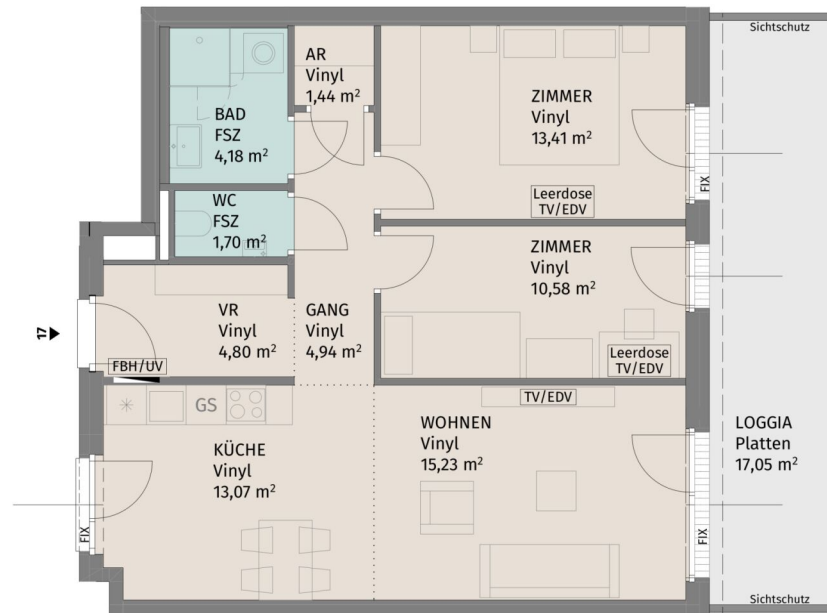 Sichtschutz
AR
Vinyl
1,44 m²
BAD
FSZ
4,18 m²
ZIMMER
Vinyl
13,41 m²
FIX
Leerdose
TV/EDV
WC
FSZ
1,70 m²
ZIMMER
Vinyl
10,58 m²
Leerdose
TV/EDV
17
VR
Vinyl
4,80 m²
GANG
Vinyl
4,94 m²
FBH/UV
GS
TV/EDV
KÜCHE
Vinyl
13,07 m²
WOHNEN
Vinyl
15,23 m²
LOGGIA
Platten
17,05 m²
FIX
FIX
Sichtschutz